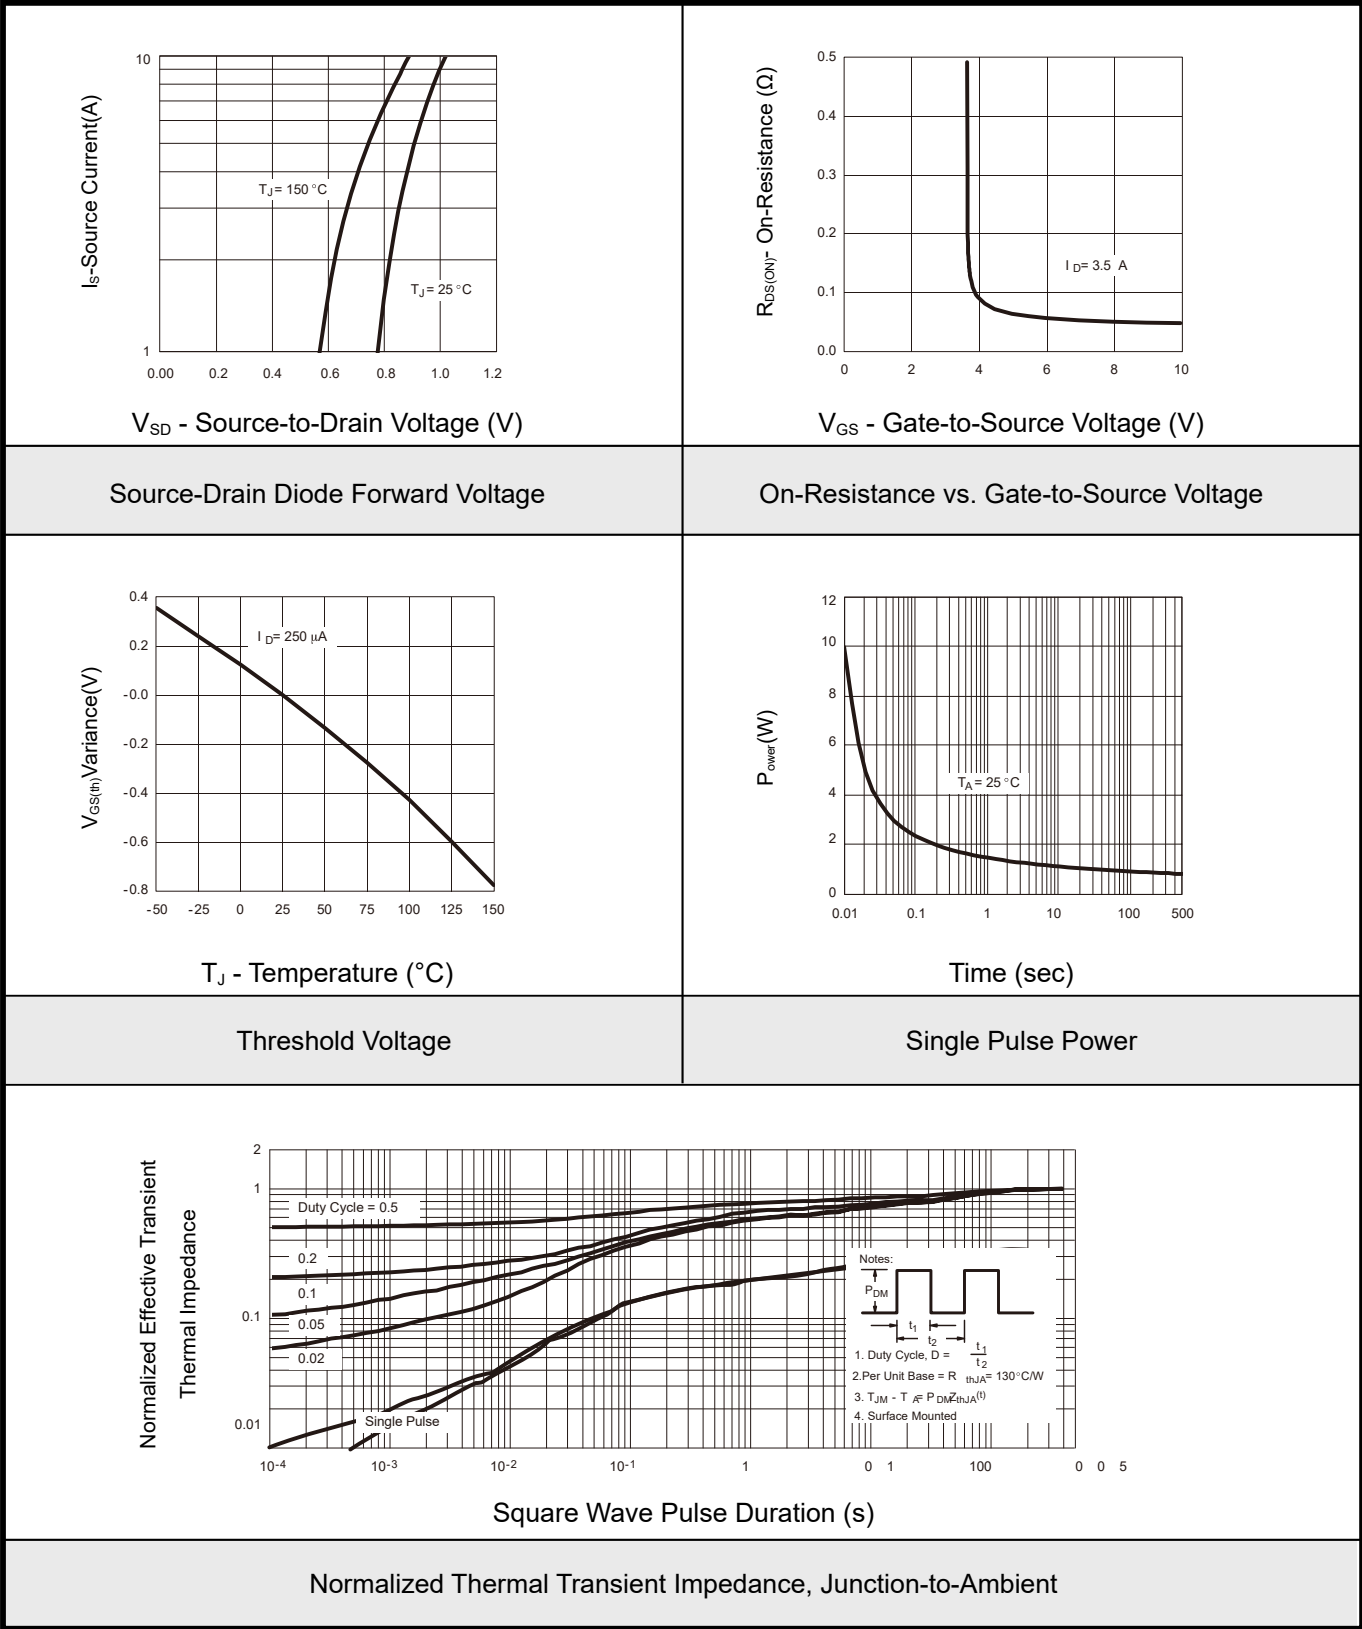 10
1
Is-Source Current(A)
TJ= 150 °C
TJ= 25 °C
0.00 0.2 0.4 0.6 0.8 1.0 1.2
VSD - Source-to-Drain Voltage (V)
Source-Drain Diode Forward Voltage
0.5
0.4
0.3
0.2
0.1
0.0
RDS(ON)- On-Resistance (Ω)
I D= 3.5 A
0 2 4 6 8 10
VGS - Gate-to-Source Voltage (V)
On-Resistance vs. Gate-to-Source Voltage
0.4
0.2
-0.0
-0.2
-0.4
-0.6
-0.8
VGS(th)Variance(V)
I D= 250 µA
-50 -25 0 25 50 75 100 125 150
TJ - Temperature (°C)
Threshold Voltage
12
10
8
6
4
2
0
Power(W)
TA = 25 °C
0.01 0.1 1 10 100 500
Time (sec)
Single Pulse Power
2
1
0.1
0.01
Normalized Effective Transient
Thermal Impedance
Duty Cycle = 0.5
0.2
0.1
0.05
0.02
Single Pulse
Notes:
PDM
t1
t2
1. Duty Cycle, D = t1
t2
2.Per Unit Base = R thJA= 130°C/W
3. TJM - T A= P DMZthJA(t)
4. Surface Mounted
10-4 10-3 10-2 10-1 1 0 1 100 0 0 5
Square Wave Pulse Duration (s)
Normalized Thermal Transient Impedance, Junction-to-Ambient